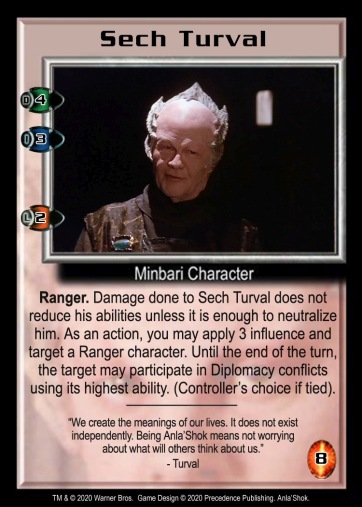 Sech Turval
D 4
I 3
L 2
Minbari Character
Ranger. Damage done to Sech Turval does not
reduce his abilities unless it is enough to neutralize
him. As an action, you may apply 3 influence and
target a Ranger character. Until the end of the turn,
the target may participate in Diplomacy conflicts
using its highest ability. (Controller's choice if tied).
"We create the meanings of our lives. It does not exist
independently. Being Anla'Shok means not worrying
about what will others think about us."
- Turval
8
TM & © 2020 Warner Bros. Game Design © 2020 Precedence Publishing. Anla'Shok.